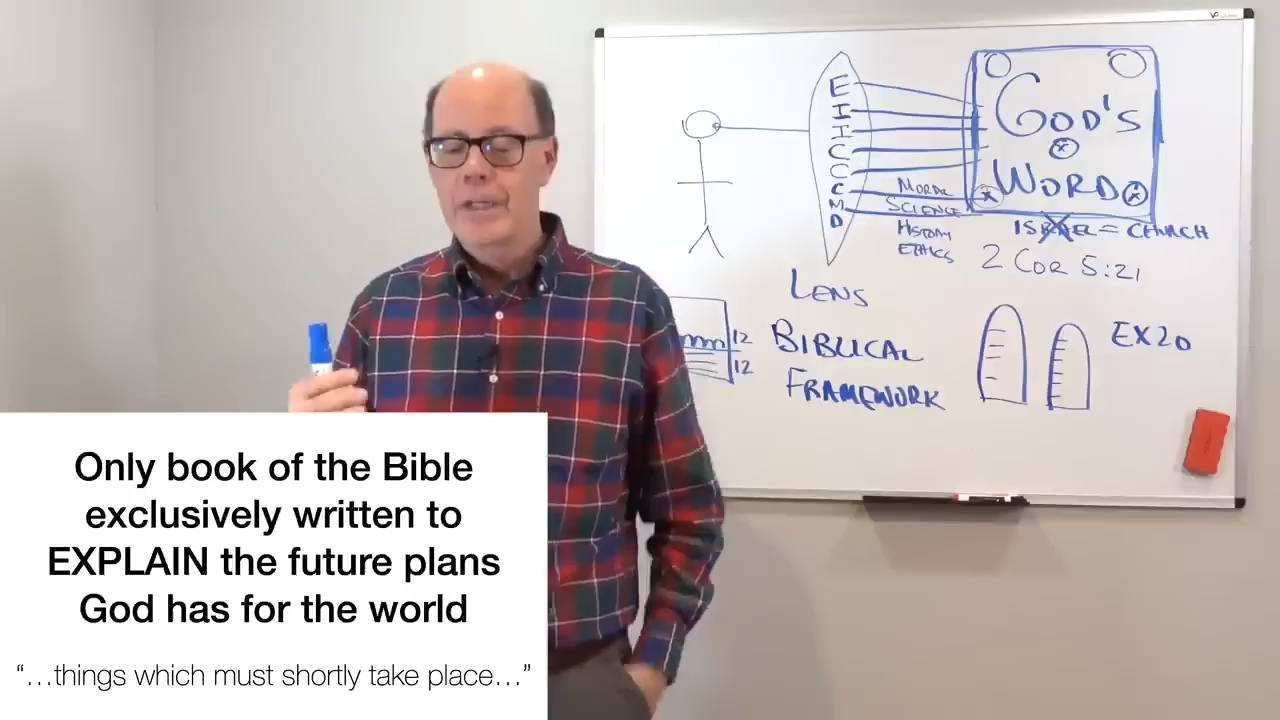 E
I
I
C
C
C
M
D
GOD'S
WORD
MORAL
SCIENCE
HISTORY
ETHICS
ISRAEL = CHURCH
2 COR 5:21
LENS
12
12
BIBLICAL
FRAMEWORK
EX20
Only book of the Bible
exclusively written to
EXPLAIN the future plans
God has for the world
“…things which must shortly take place…”